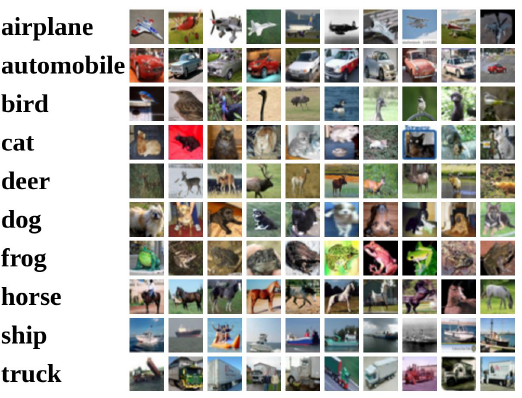 airplane
automobile
bird
cat
deer
dog
frog
horse
ship
truck